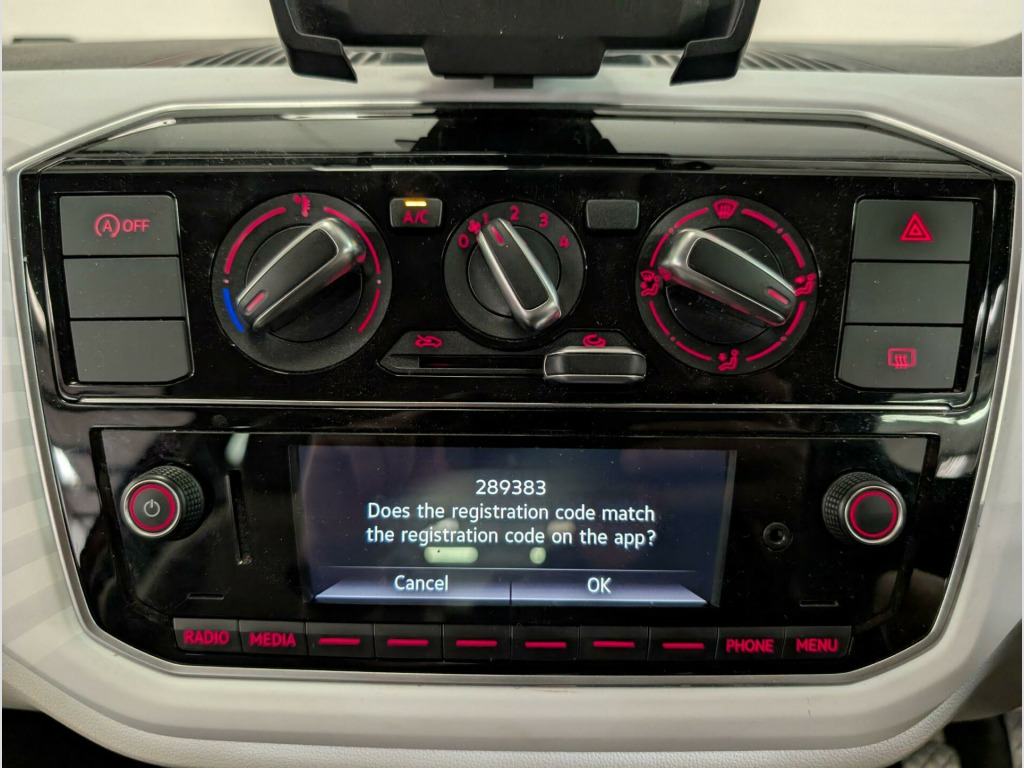 OFF
A/C
0 1 2 3 4
289383
Does the registration code match
the registration code on the app?
Cancel OK
RADIO MEDIA PHONE MENU